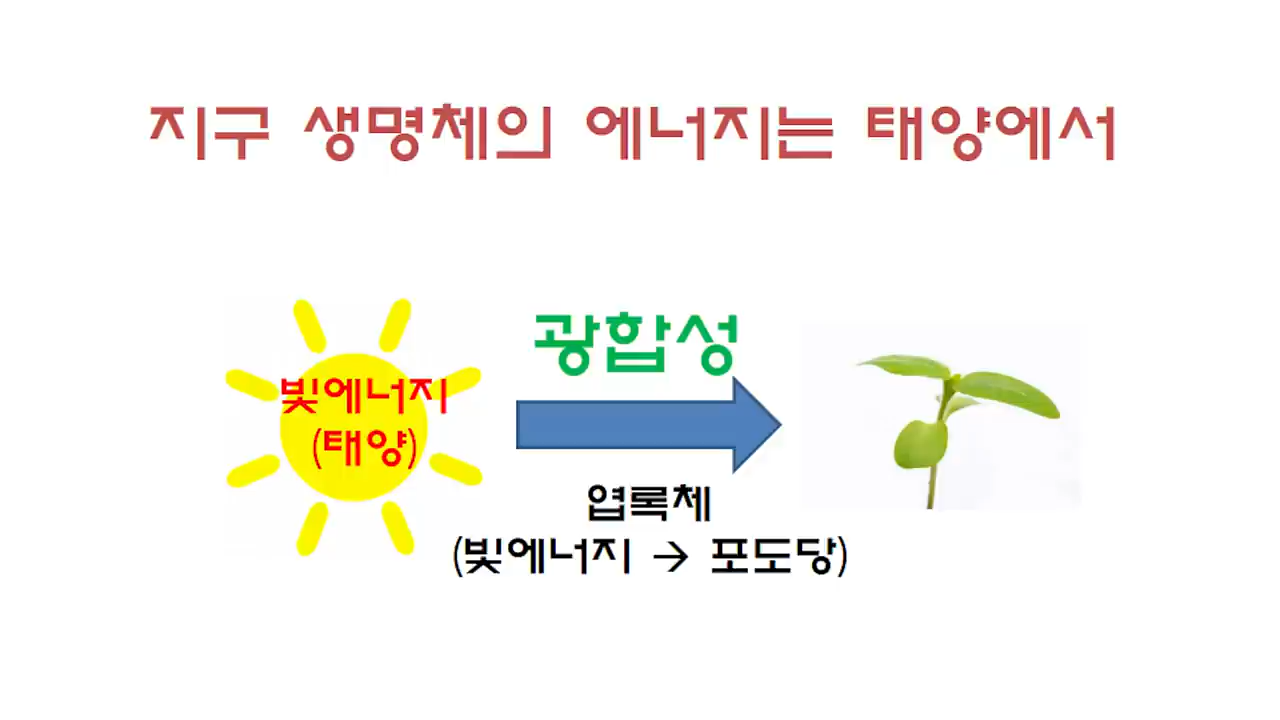 지구 생명체의 에너지는 태양에서
광합성
빛에너지
(태양)
엽록체
(빛에너지 → 포도당)